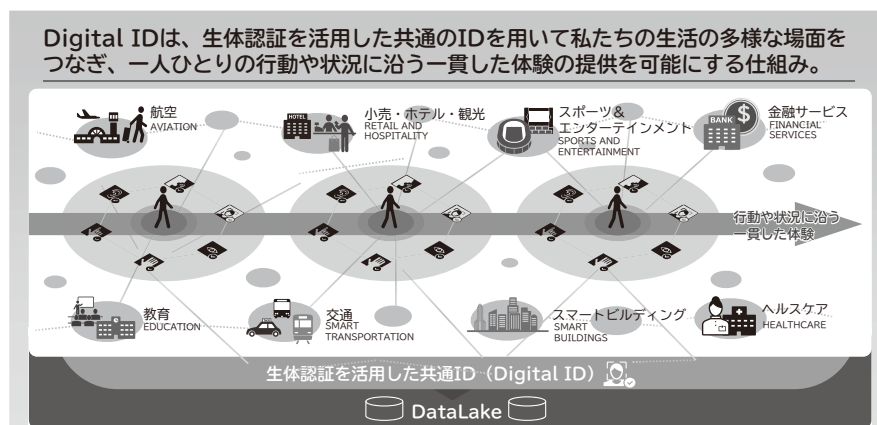 Digital IDは、生体認証を活用した共通のIDを用いて私たちの生活の多様な場面を
つなぎ、一人ひとりの行動や状況に沿う一貫した体験の提供を可能にする仕組み。
航空
AVIATION
HOTEL
小売・ホテル・観光
RETAIL AND
HOSPITALITY
スポーツ＆
エンターテインメント
SPORTS AND
ENTERTAINMENT
BANK
$
金融サービス
FINANCIAL
SERVICES
行動や状況に沿う
一貫した体験
教育
EDUCATION
交通
SMART
TRANSPORTATION
スマートビルディング
SMART
BUILDINGS
ヘルスケア
HEALTHCARE
生体認証を活用した共通ID（Digital ID）
DataLake